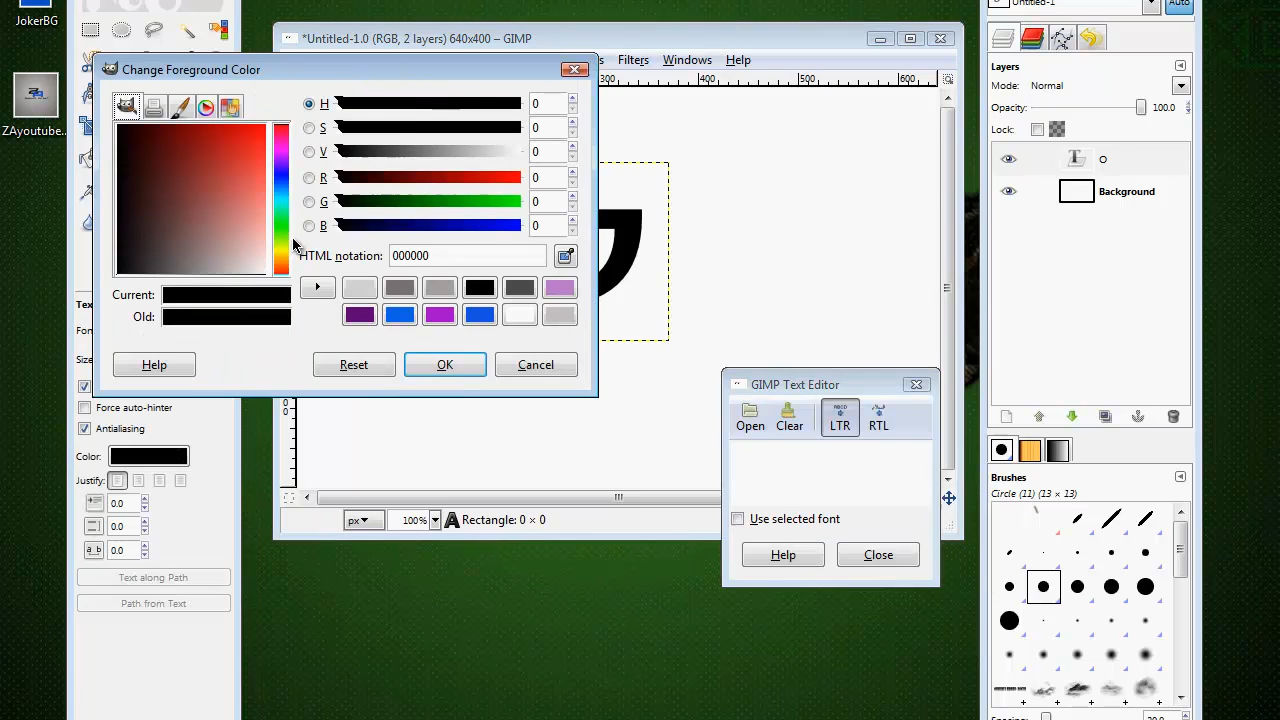 JokerBG
ZAyoutube...
*Untitled-1.0 (RGB, 2 layers) 640x400 – GIMP
Filters Windows Help
300 400 500 600
Change Foreground Color
H 0
S 0
V 0
R 0
G 0
B 0
HTML notation: 000000
Current:
Old:
Help Reset OK Cancel
Force auto-hinter
Antialiasing
Color:
Justify:
0.0
0.0
0.0
Text along Path
Path from Text
px 100% Rectangle: 0 × 0
GIMP Text Editor
Open Clear LTR RTL
Use selected font
Help Close
Untitled-1 Auto
Layers
Mode: Normal
Opacity: 100.0
Lock:
O
Background
Brushes
Circle (11) (13 × 13)